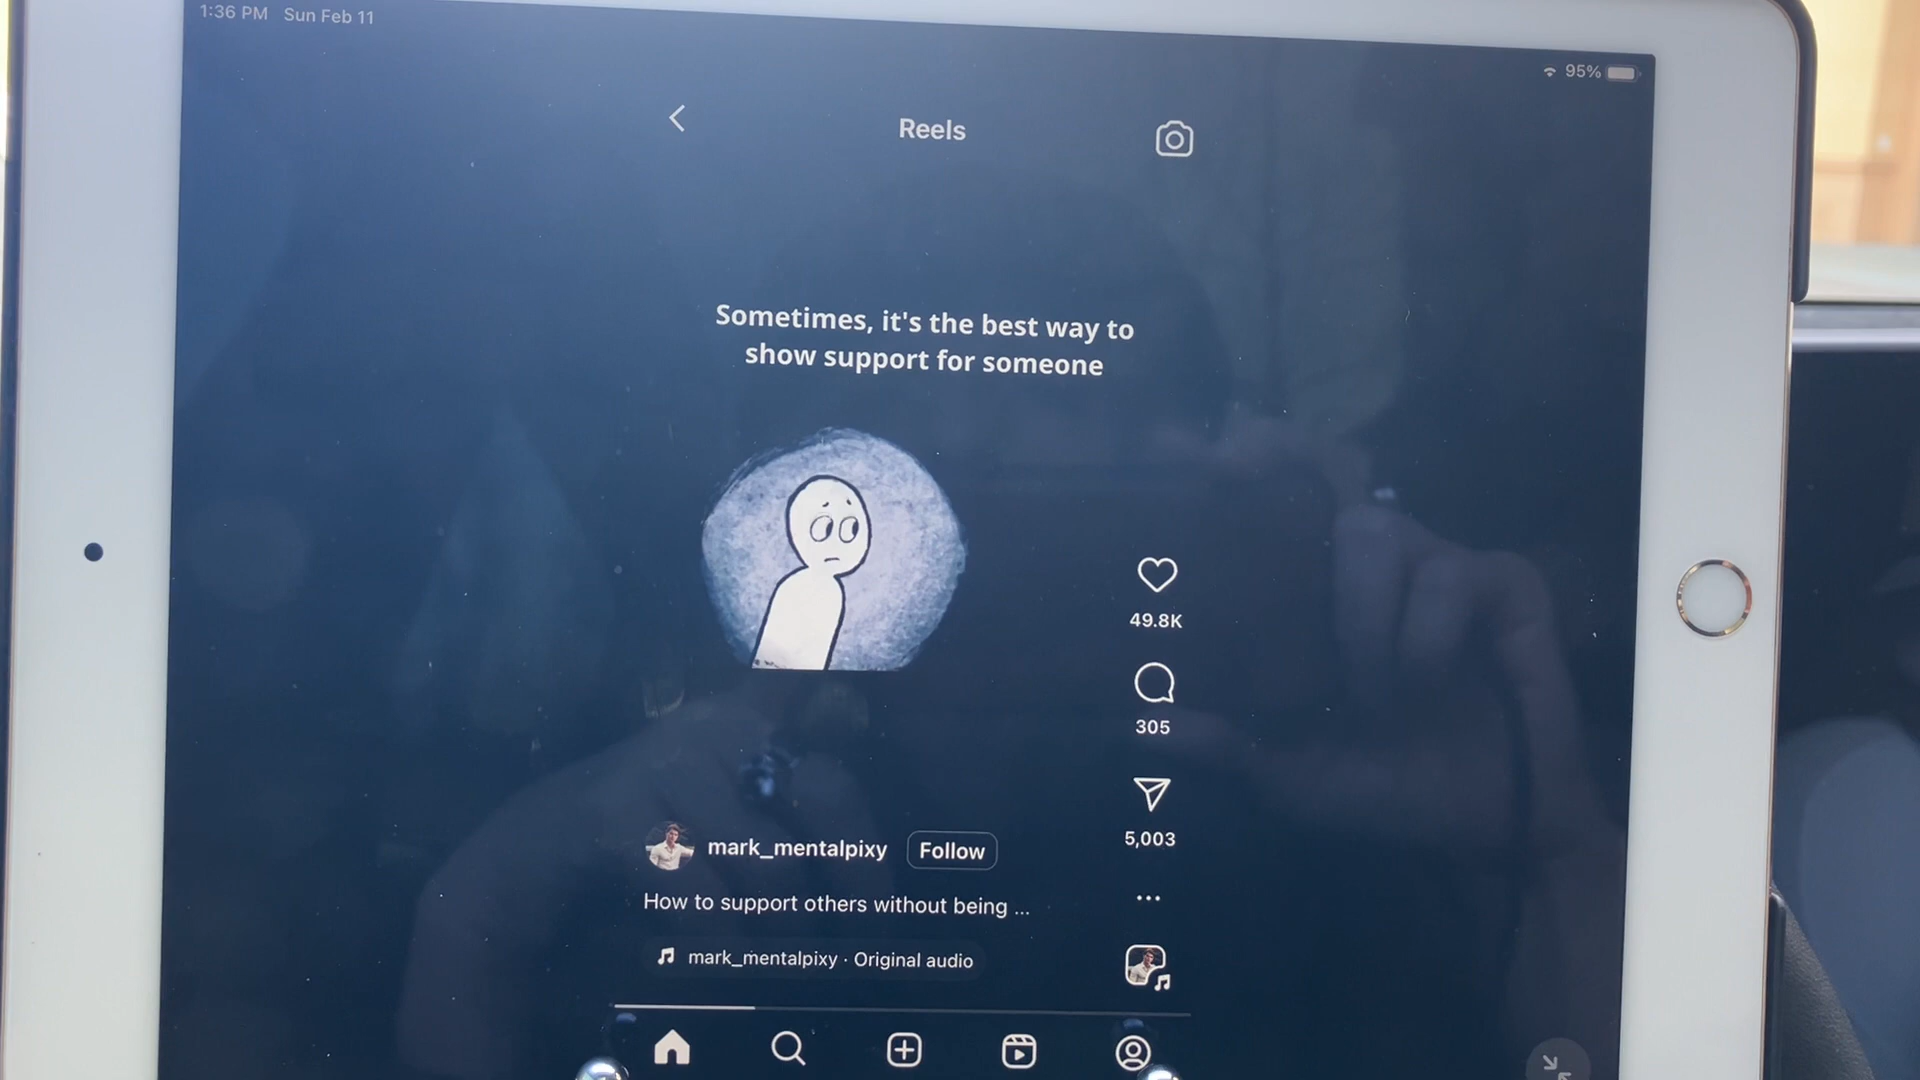 1:36 PM Sun Feb 11
95%
Reels
Sometimes, it's the best way to
show support for someone
49.8K
305
5,003
mark_mentalpixy Follow
How to support others without being ...
mark_mentalpixy · Original audio